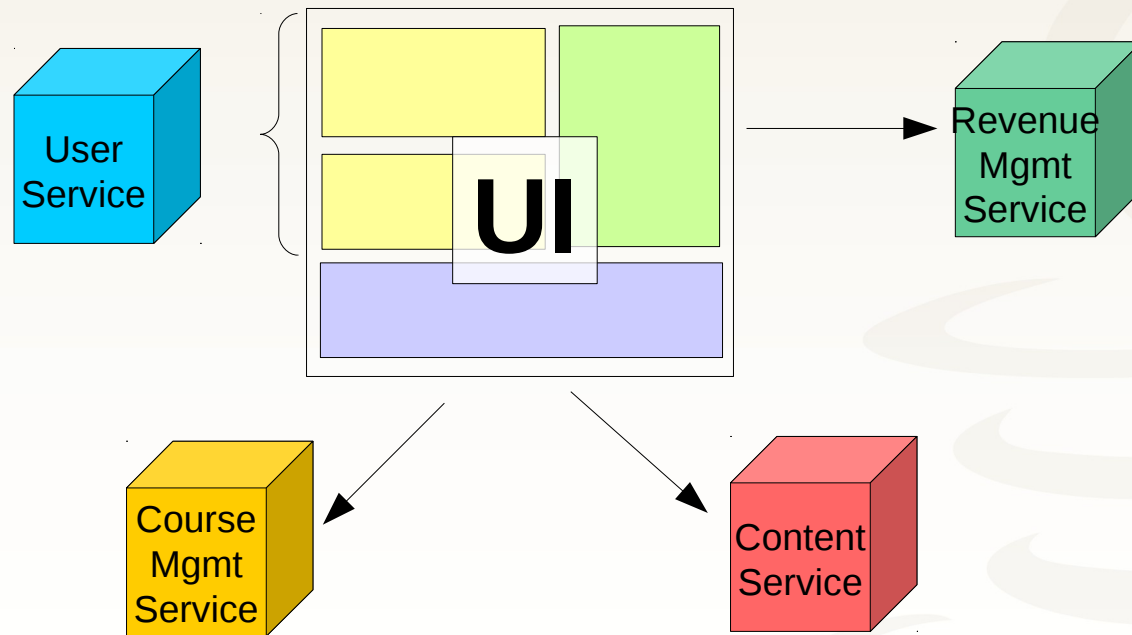 User
Service
UI
Revenue
Mgmt
Service
Course
Mgmt
Service
Content
Service